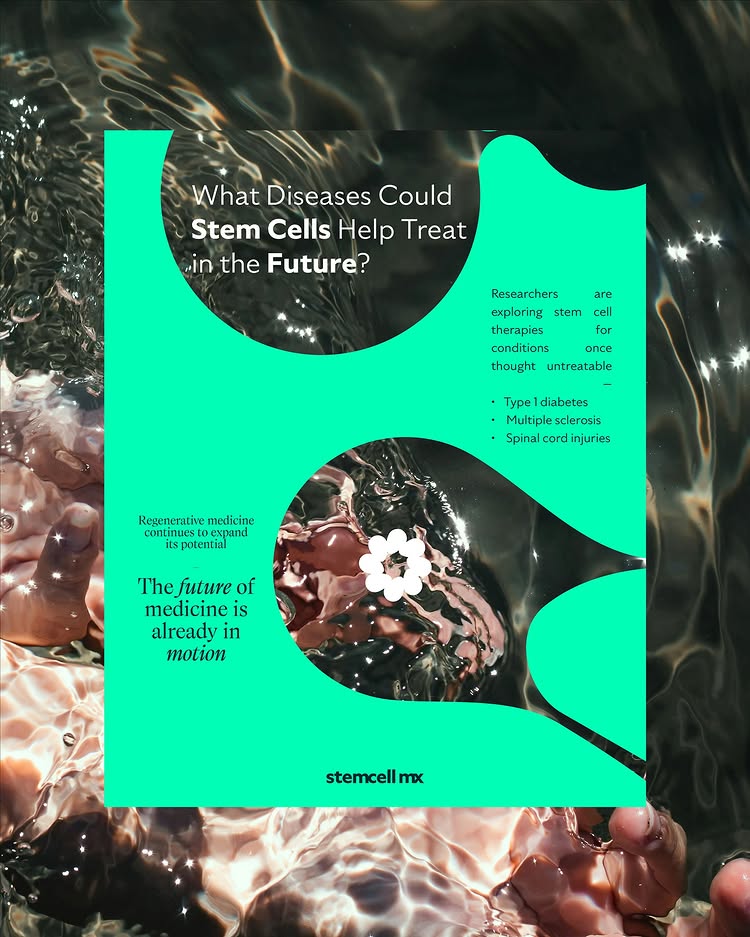 What Diseases Could
Stem Cells Help Treat
in the Future?
Researchers are
exploring stem cell
therapies for
conditions once
thought untreatable
—
• Type 1 diabetes
• Multiple sclerosis
• Spinal cord injuries
Regenerative medicine
continues to expand
its potential
—
The future of
medicine is
already in
motion
stemcell mx